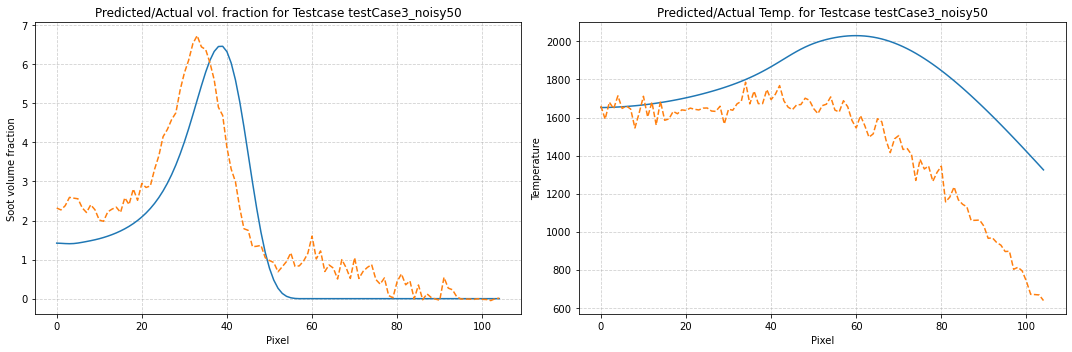 Predicted/Actual vol. fraction for Testcase testCase3_noisy50
7
6
5
4
3
2
1
0
Soot volume fraction
0 20 40 60 80 100
Pixel
Predicted/Actual Temp. for Testcase testCase3_noisy50
2000
1800
1600
1400
1200
1000
800
600
Temperature
0 20 40 60 80 100
Pixel